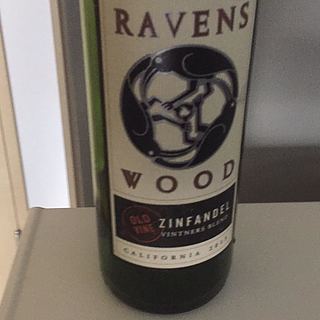 RAVENS
WOOD
OLD
VINE
ZINFANDEL
VINTNERS BLEND
CALIFORNIA